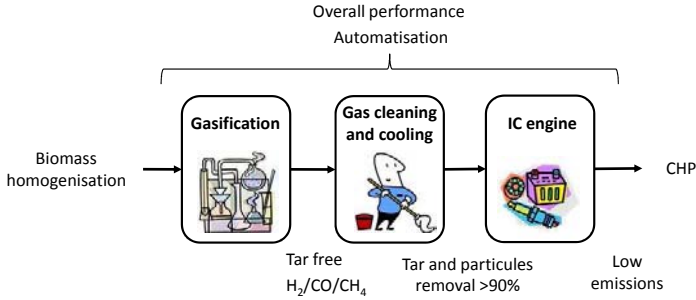 Overall performance
Automatisation
Gasification
Gas cleaning
and cooling
IC engine
Biomass
homogenisation
CHP
Tar free
H₂/CO/CH₄
Tar and particules
removal >90%
Low
emissions